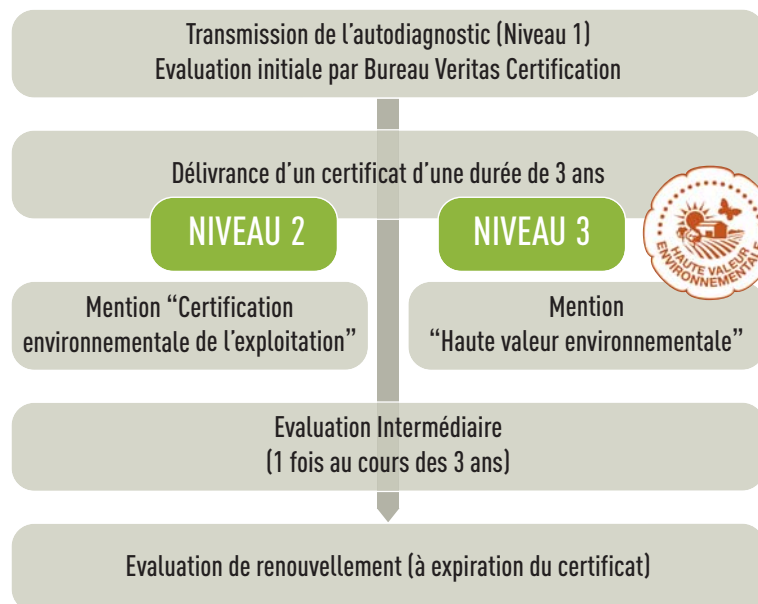 Transmission de l’autodiagnostic (Niveau 1)
Evaluation initiale par Bureau Veritas Certification
Délivrance d’un certificat d’une durée de 3 ans
NIVEAU 2
NIVEAU 3
HAUTE VALEUR
ENVIRONNEMENTALE
Mention “Certification
environnementale de l’exploitation”
Mention
“Haute valeur environnementale”
Evaluation Intermédiaire
(1 fois au cours des 3 ans)
Evaluation de renouvellement (à expiration du certificat)